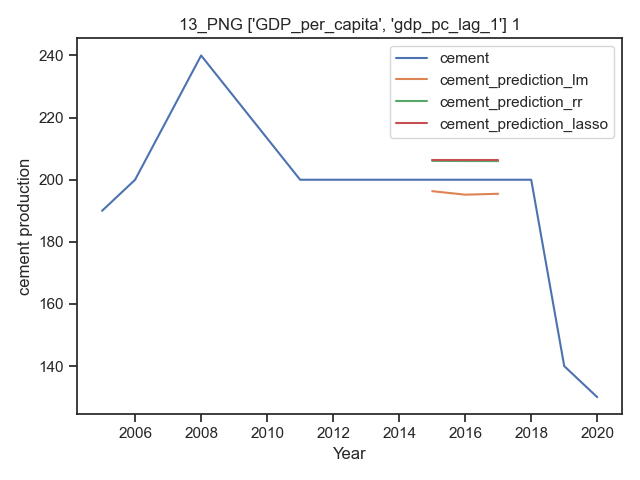 13_PNG ['GDP_per_capita', 'gdp_pc_lag_1'] 1
cement
cement_prediction_lm
cement_prediction_rr
cement_prediction_lasso
cement production
240
220
200
180
160
140
2006 2008 2010 2012 2014 2016 2018 2020
Year